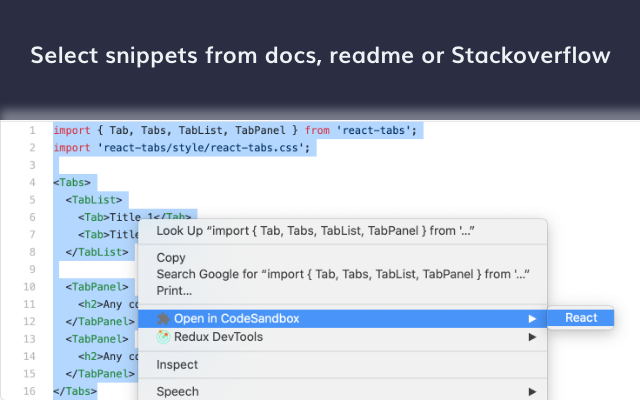 Select snippets from docs, readme or Stackoverflow
1 import { Tab, Tabs, TabList, TabPanel } from 'react-tabs';
2 import 'react-tabs/style/react-tabs.css';
3
4 <Tabs>
5 <TabList>
6 <Tab>Title 1</Tab>
7 <Tab>Title
8 </TabList>
9
10 <TabPanel>
11 <h2>Any co
12 </TabPanel>
13 <TabPanel>
14 <h2>Any co
15 </TabPanel>
16 </Tabs>
Look Up “import { Tab, Tabs, TabList, TabPanel } from '...”
Copy
Search Google for “import { Tab, Tabs, TabList, TabPanel } from '...”
Print...
Open in CodeSandbox
React
Redux DevTools
Inspect
Speech